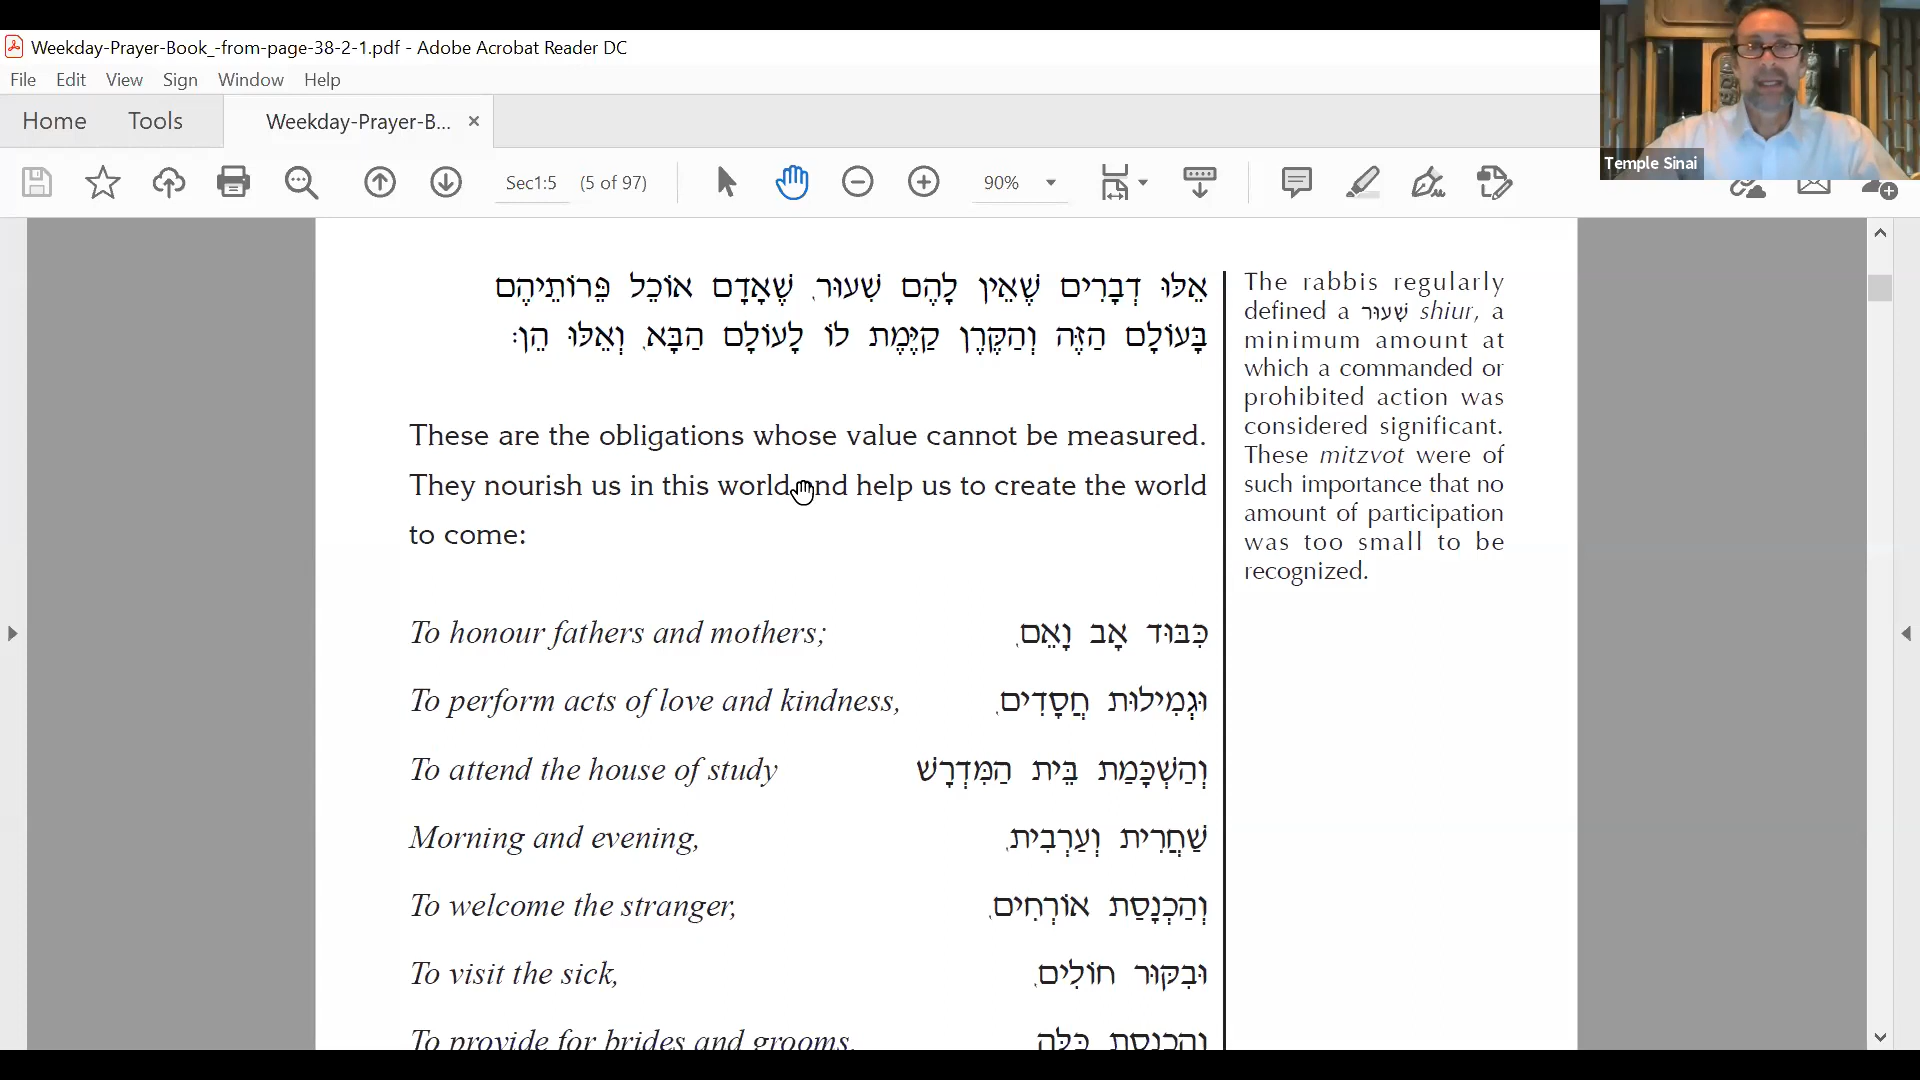 Weekday-Prayer-Book_-from-page-38-2-1.pdf - Adobe Acrobat Reader DC
File Edit View Sign Window Help
Home Tools Weekday-Prayer-B... ×
Sec1:5 (5 of 97) 90%
Temple Sinai
אֵלּוּ דְבָרִים שֶׁאֵין לָהֶם שִׁעוּר, שֶׁאָדָם אוֹכֵל פֵּרוֹתֵיהֶם
בָּעוֹלָם הַזֶּה וְהַקֶּרֶן קַיֶּמֶת לוֹ לָעוֹלָם הַבָּא, וְאֵלּוּ הֵן:
These are the obligations whose value cannot be measured.
They nourish us in this world and help us to create the world
to come:
To honour fathers and mothers; כִּבּוּד אָב וָאֵם,
To perform acts of love and kindness, וּגְמִילוּת חֲסָדִים,
To attend the house of study וְהַשְׁכָּמַת בֵּית הַמִּדְרָשׁ
Morning and evening, שַׁחֲרִית וְעַרְבִית,
To welcome the stranger, וְהַכְנָסַת אוֹרְחִים,
To visit the sick, וּבִקּוּר חוֹלִים,
To provide for brides and grooms, וְהַכְנָסַת כַּלָּה
The rabbis regularly
defined a שִׁעוּר shiur, a
minimum amount at
which a commanded or
prohibited action was
considered significant.
These mitzvot were of
such importance that no
amount of participation
was too small to be
recognized.